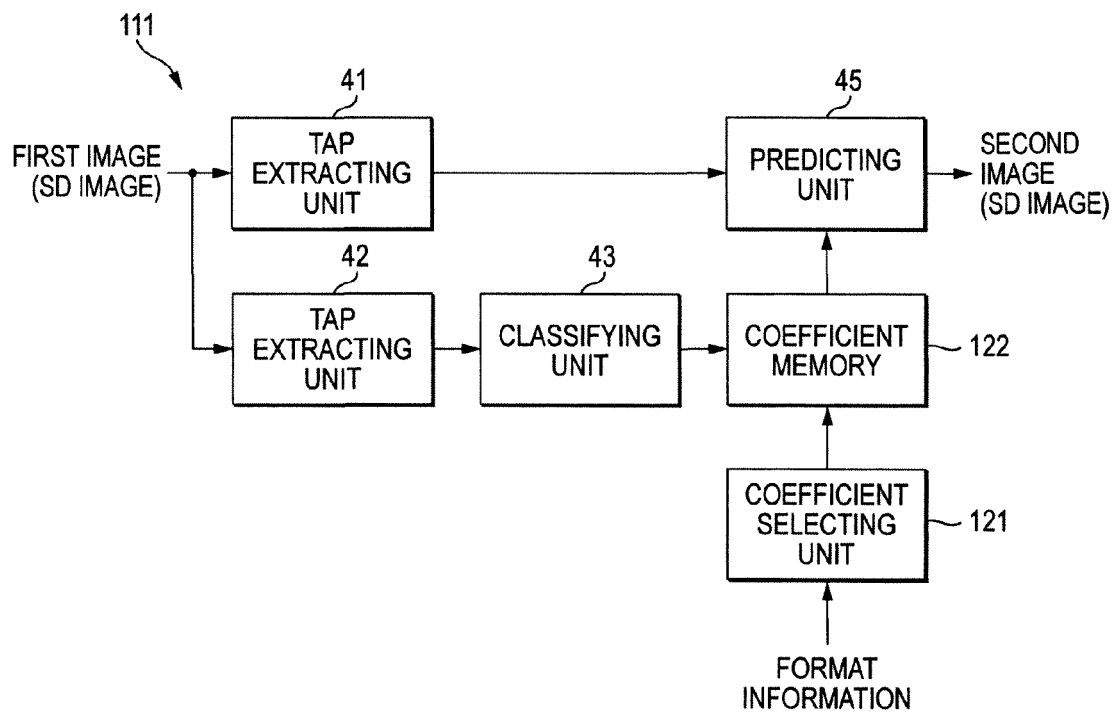 111
41
45
FIRST IMAGE
(SD IMAGE)
TAP
EXTRACTING
UNIT
PREDICTING
UNIT
SECOND
IMAGE
(SD IMAGE)
42
43
TAP
EXTRACTING
UNIT
CLASSIFYING
UNIT
COEFFICIENT
MEMORY
122
COEFFICIENT
SELECTING
UNIT
121
FORMAT
INFORMATION